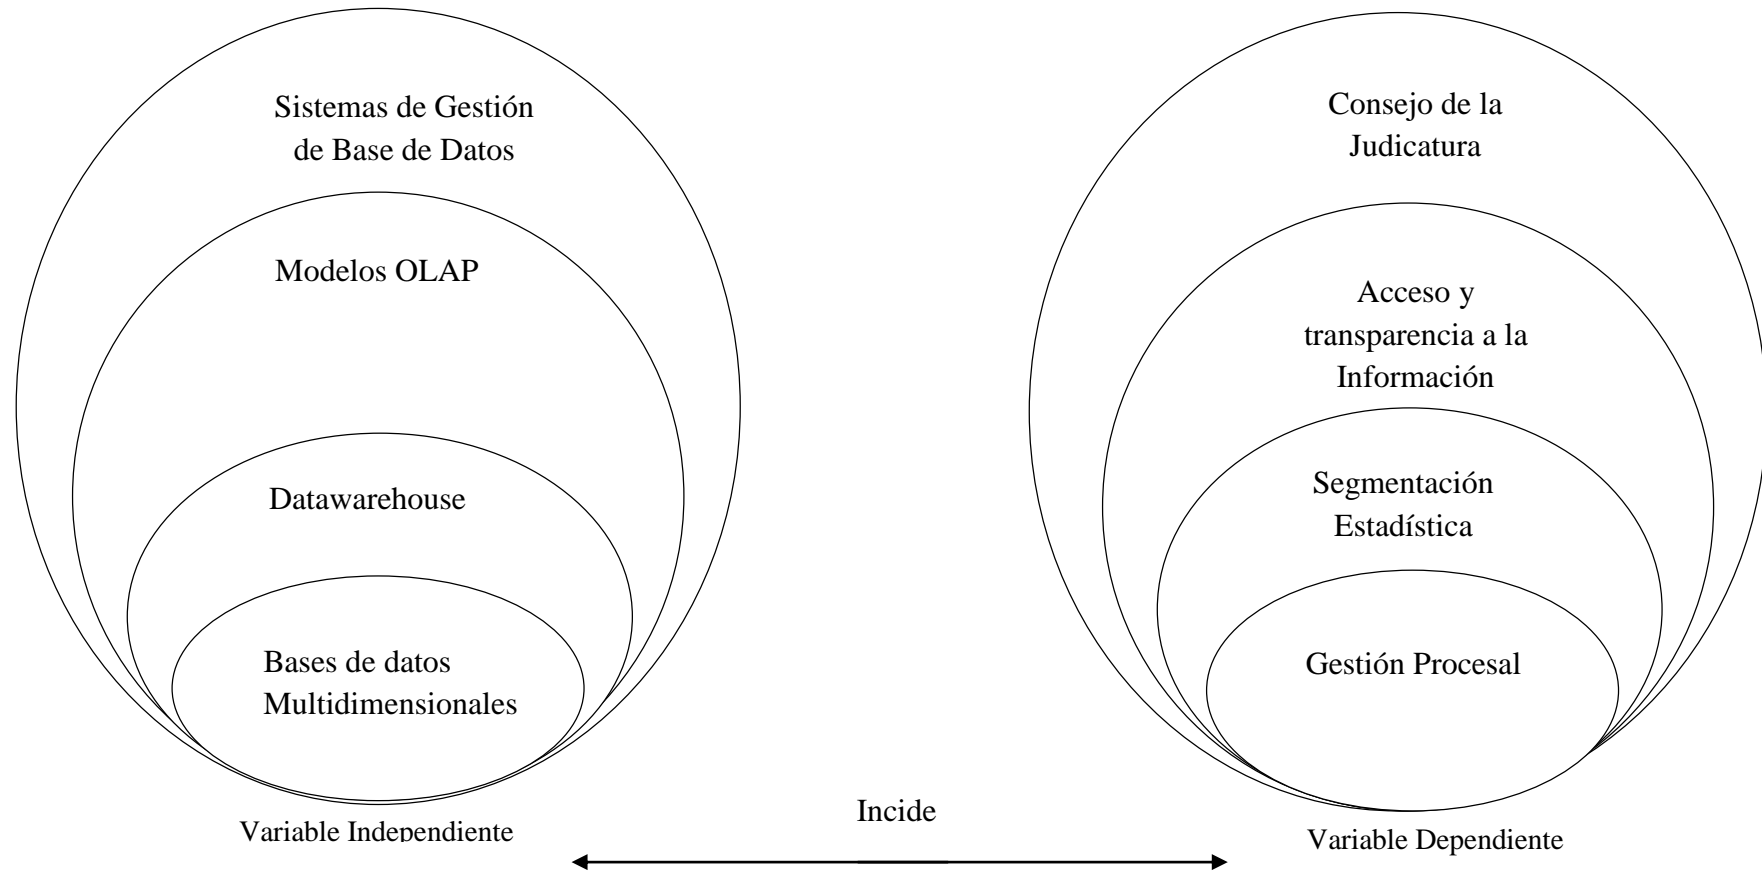 Sistemas de Gestión
de Base de Datos
Modelos OLAP
Datawarehouse
Bases de datos
Multidimensionales
Variable Independiente
Incide
Consejo de la
Judicatura
Acceso y
transparencia a la
Información
Segmentación
Estadística
Gestión Procesal
Variable Dependiente